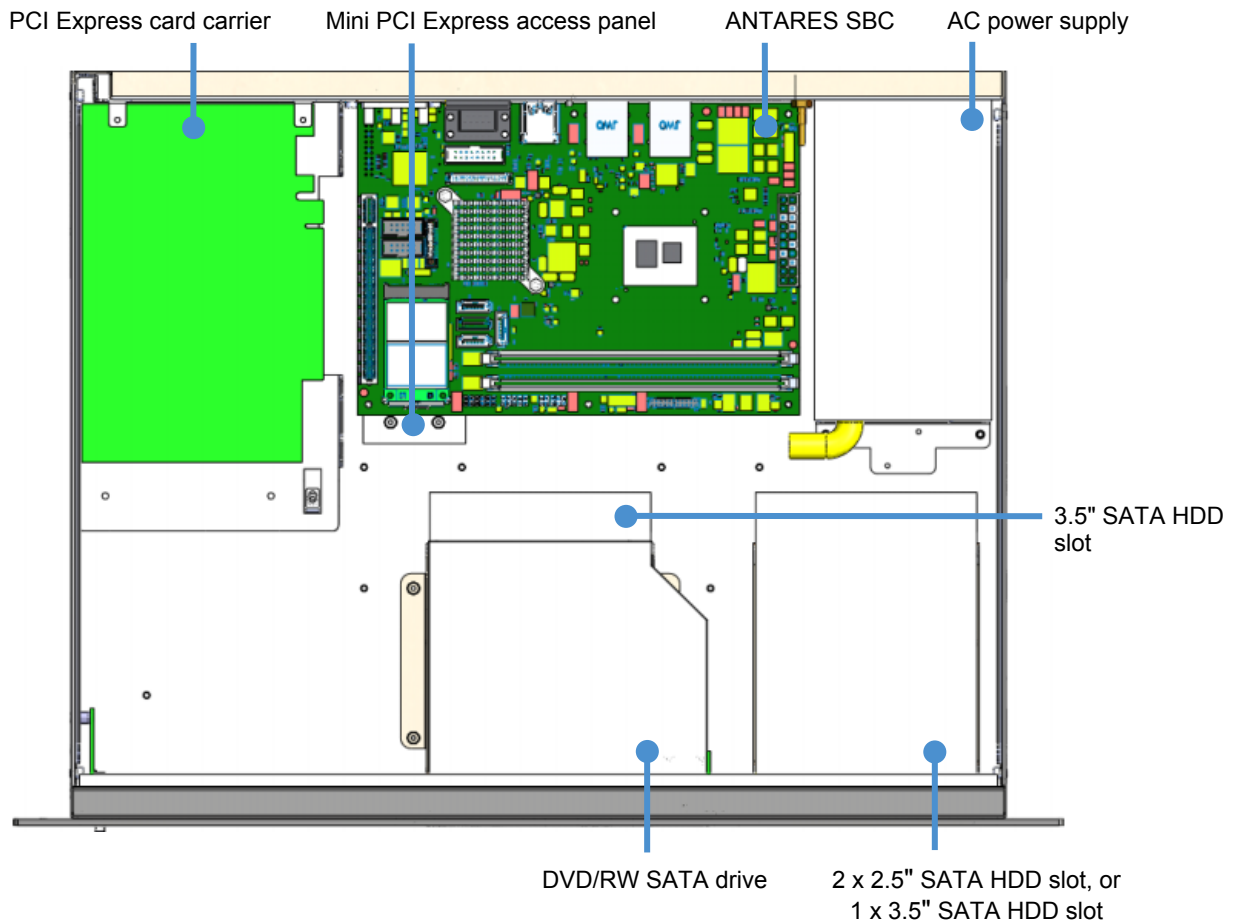 PCI Express card carrier
Mini PCI Express access panel
ANTARES SBC
AC power supply
3.5" SATA HDD
slot
DVD/RW SATA drive
2 x 2.5" SATA HDD slot, or
1 x 3.5" SATA HDD slot